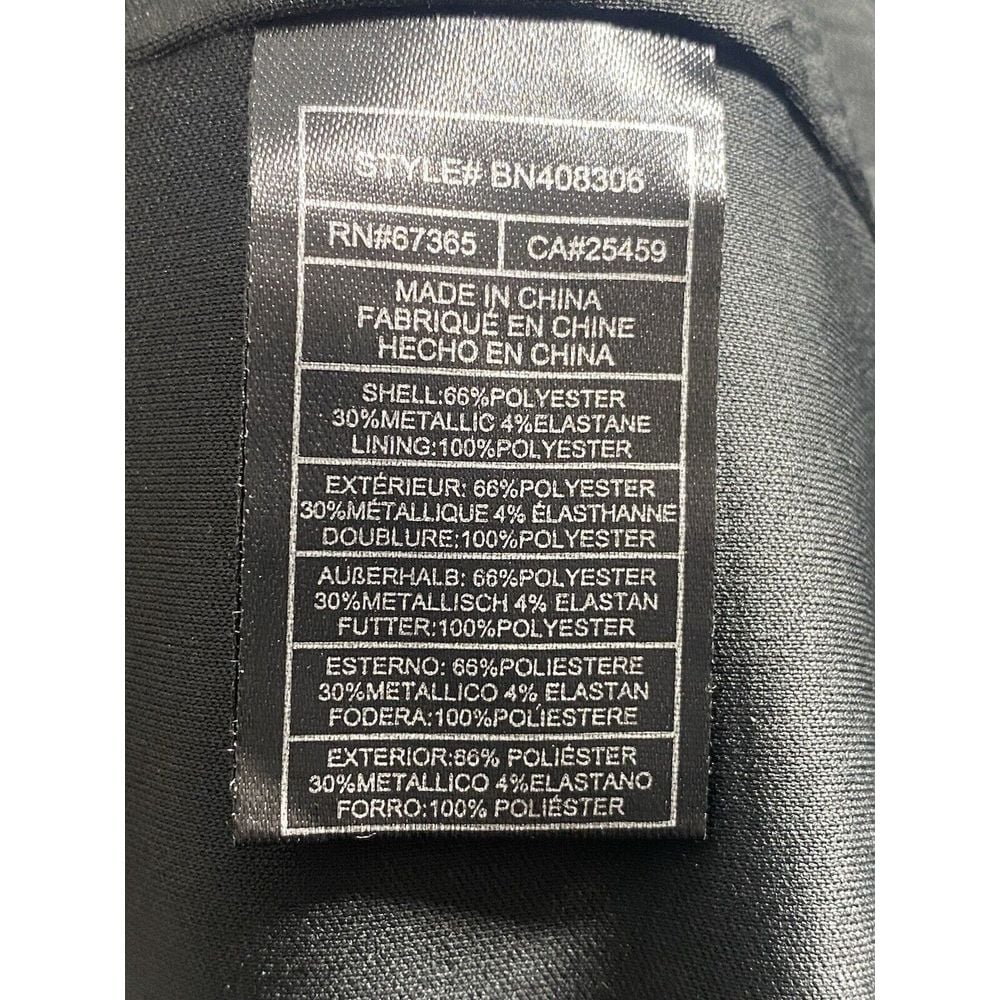 STYLE# BN408306
RN#67365 CA#25459
MADE IN CHINA
FABRIQUÉ EN CHINE
HECHO EN CHINA
SHELL:66%POLYESTER
30%METALLIC 4%ELASTANE
LINING:100%POLYESTER
EXTÉRIEUR: 66%POLYESTER
30%MÉTALLIQUE 4% ÉLASTHANNE
DOUBLURE:100%POLYESTER
AUßERHALB: 66%POLYESTER
30%METALLISCH 4% ELASTAN
FUTTER:100%POLYESTER
ESTERNO: 66%POLIESTERE
30%METALLICO 4% ELASTAN
FODERA:100%POLIESTERE
EXTERIOR:66% POLIÉSTER
30%METALLICO 4%ELASTANO
FORRO:100% POLIÉSTER